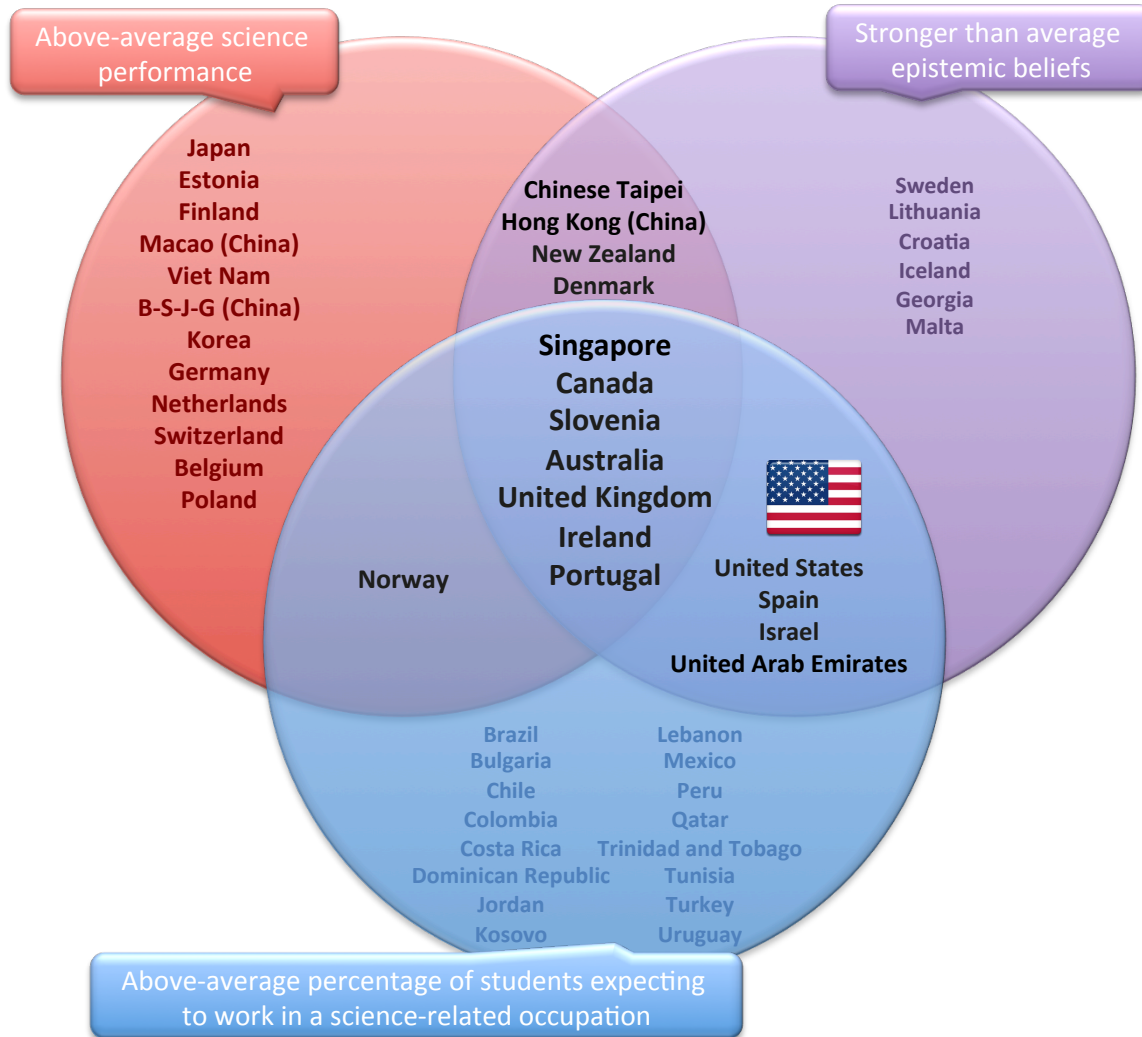 Above-average science
performance
Stronger than average
epistemic beliefs
Japan
Estonia
Finland
Macao (China)
Viet Nam
B-S-J-G (China)
Korea
Germany
Netherlands
Switzerland
Belgium
Poland
Chinese Taipei
Hong Kong (China)
New Zealand
Denmark
Sweden
Lithuania
Croatia
Iceland
Georgia
Malta
Singapore
Canada
Slovenia
Australia
United Kingdom
Ireland
Portugal
Norway
United States
Spain
Israel
United Arab Emirates
Brazil
Bulgaria
Chile
Colombia
Costa Rica
Dominican Republic
Jordan
Kosovo
Lebanon
Mexico
Peru
Qatar
Trinidad and Tobago
Tunisia
Turkey
Uruguay
Above-average percentage of students expecting
to work in a science-related occupation